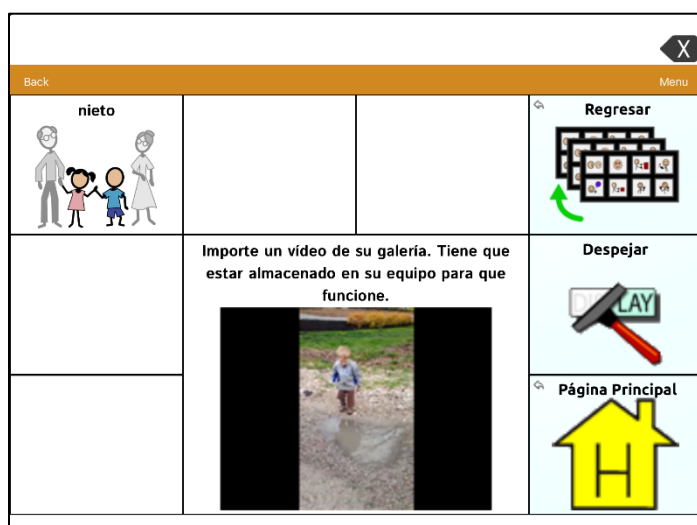 X
Back
Menu
nieto
Regresar
Importe un vídeo de su galería. Tiene que
estar almacenado en su equipo para que
funcione.
Despejar
DISPLAY
Página Principal
H